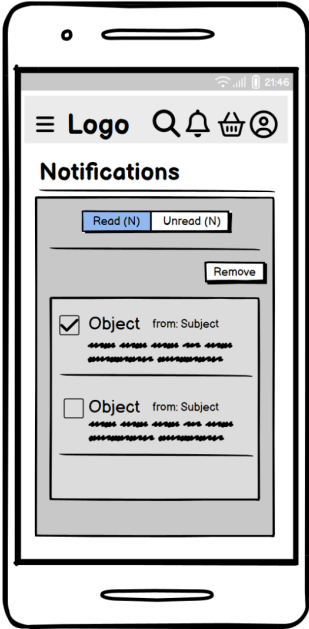 21:46
Logo
Notifications
Read (N) Unread (N)
Remove
Object from: Subject
Object from: Subject